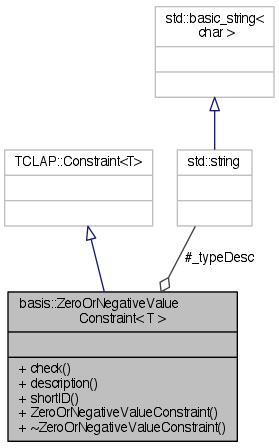 std::basic_string<
char >
TCLAP::Constraint<T>
std::string
#_typeDesc
basis::ZeroOrNegativeValue
Constraint< T >
+ check()
+ description()
+ shortID()
+ ZeroOrNegativeValueConstraint()
+ ~ZeroOrNegativeValueConstraint()